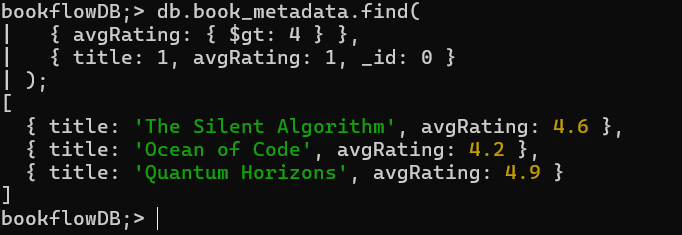 bookflowDB;> db.book_metadata.find(
|   { avgRating: { $gt: 4 } },
|   { title: 1, avgRating: 1, _id: 0 }
| );
[
  { title: 'The Silent Algorithm', avgRating: 4.6 },
  { title: 'Ocean of Code', avgRating: 4.2 },
  { title: 'Quantum Horizons', avgRating: 4.9 }
]
bookflowDB;>